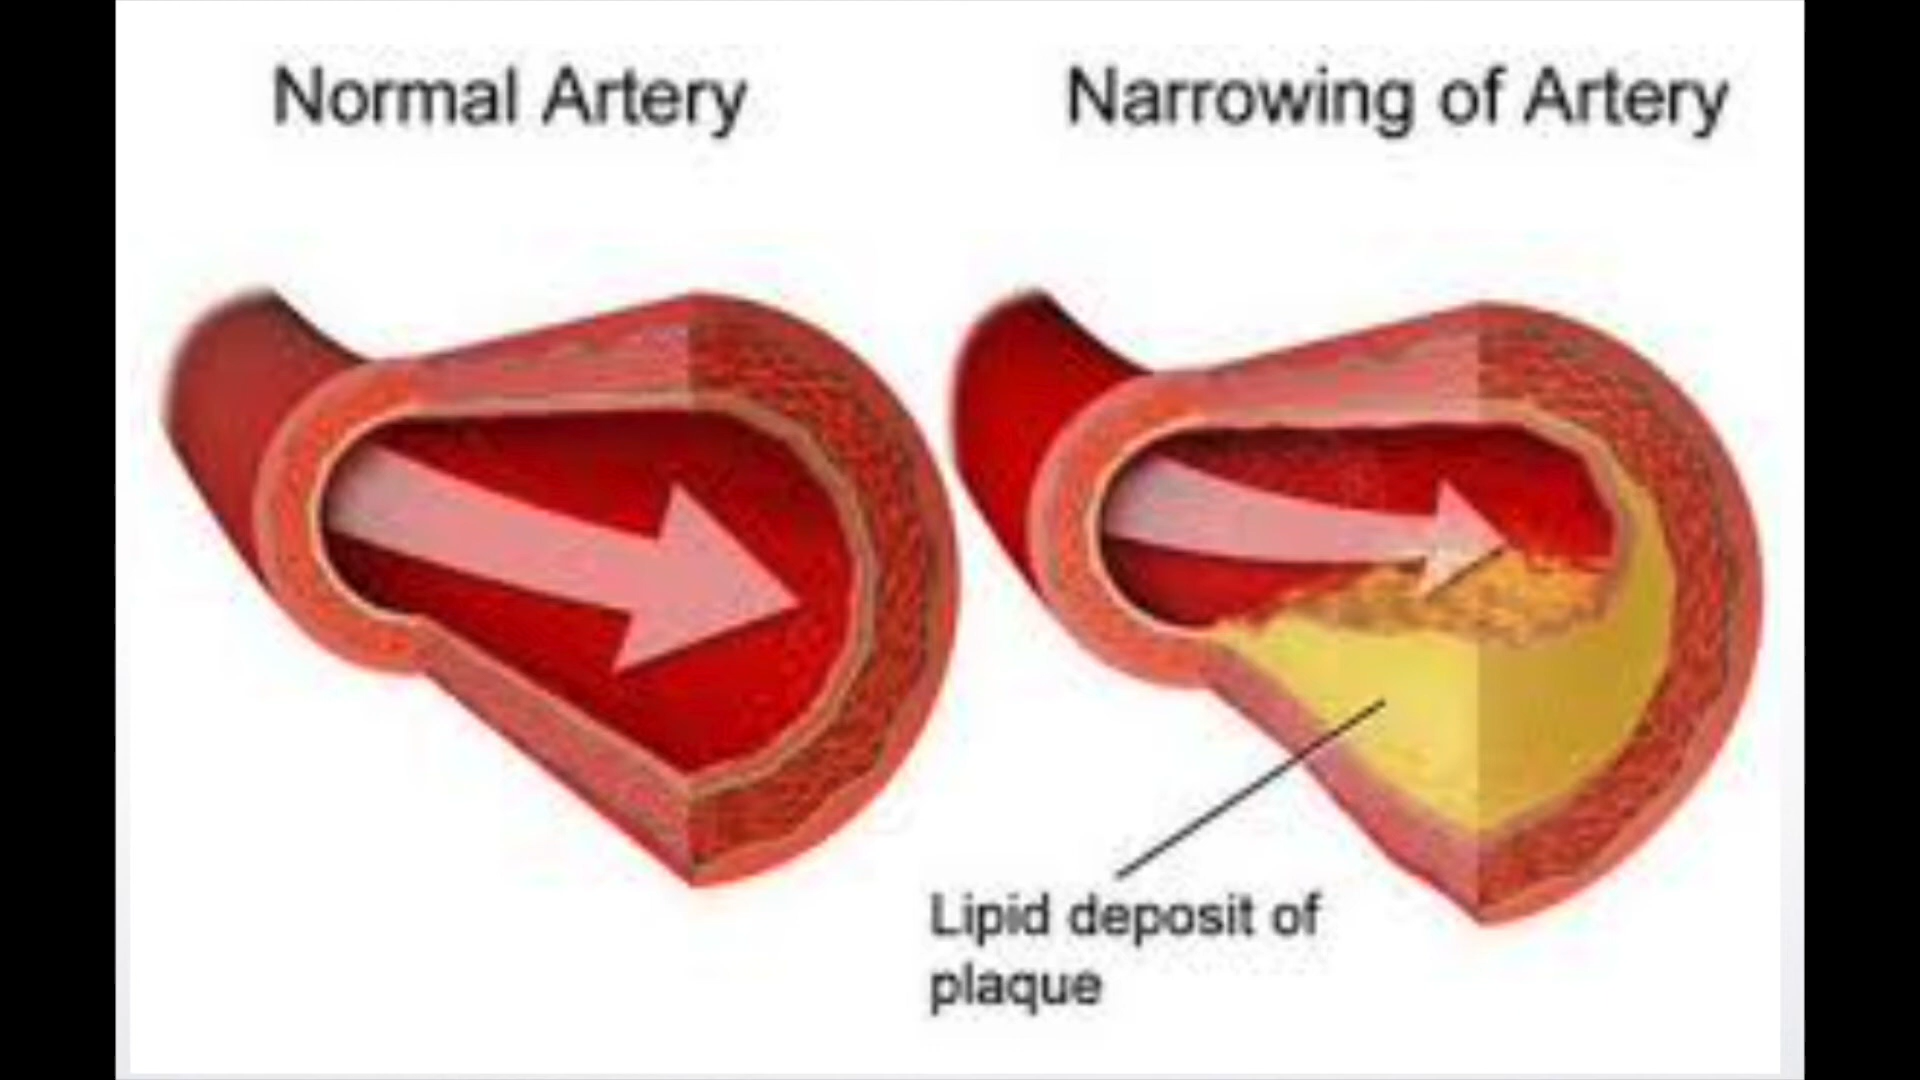 Normal Artery
Narrowing of Artery
Lipid deposit of
plaque